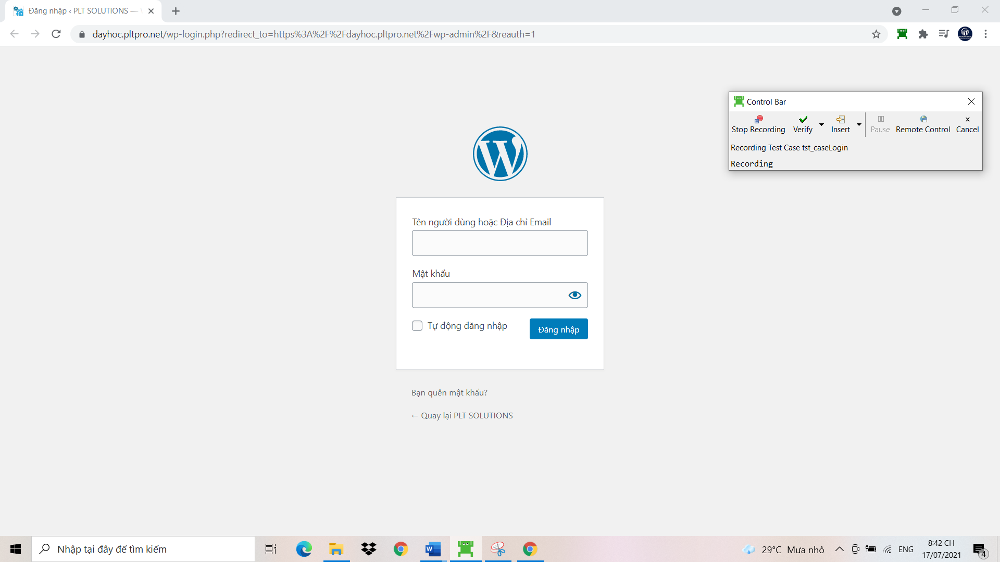 Đăng nhập ‹ PLT SOLUTIONS —
dayhoc.pltpro.net/wp-login.php?redirect_to=https%3A%2F%2Fdayhoc.pltpro.net%2Fwp-admin%2F&reauth=1
Control Bar
Stop Recording Verify Insert Pause Remote Control Cancel
Recording Test Case tst_caseLogin
Recording
Tên người dùng hoặc Địa chỉ Email
Mật khẩu
Tự động đăng nhập
Đăng nhập
Bạn quên mật khẩu?
← Quay lại PLT SOLUTIONS
Nhập tại đây để tìm kiếm
29°C Mưa nhỏ
ENG
8:42 CH
17/07/2021
4